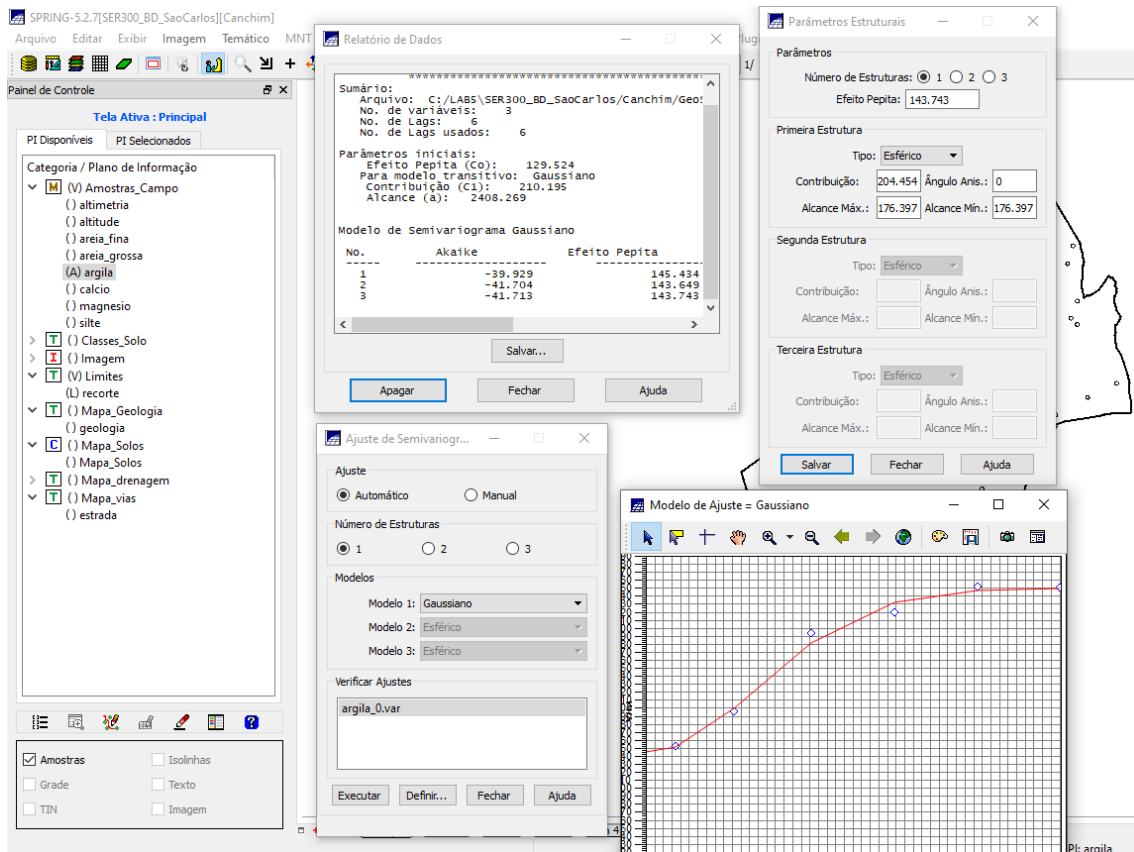 SPRING-5.2.7[SER300_BD_SaoCarlos][Canchim]
Arquivo Editar Exibir Imagem Temático MNT
1/
Painel de Controle
Tela Ativa : Principal
PI Disponíveis PI Selecionados
Categoria / Plano de Informação
M (V) Amostras_Campo
() altimetria
() altitude
() areia_fina
() areia_grossa
(A) argila
() calcio
() magnesio
() silte
T () Classes_Solo
I () Imagem
T (V) Limites
(L) recorte
T () Mapa_Geologia
() geologia
C () Mapa_Solos
() Mapa_Solos
T () Mapa_drenagem
T () Mapa_vias
() estrada
Amostras Isolinhas
Grade Texto
TIN Imagem
Relatório de Dados
Sumário:
Arquivo: C:/LAB5\SER300_BD_SaoCarlos/Canchim/GeoS
No. de variáveis: 3
No. de Lags: 6
No. de Lags usados: 6
Parâmetros iniciais:
Efeito Pepita (Co): 129.524
Para modelo transitivo: Gaussiano
Contribuição (C1): 210.195
Alcance (a): 2408.269
Modelo de Semivariograma Gaussiano
No. Akaike Efeito Pepita
1 -39.929 145.434
2 -41.704 143.649
3 -41.713 143.743
Salvar...
Apagar Fechar Ajuda
Ajuste de Semivariogr...
Ajuste
Automático Manual
Número de Estruturas
1 2 3
Modelos
Modelo 1: Gaussiano
Modelo 2: Esférico
Modelo 3: Esférico
Verificar Ajustes
argila_0.var
Executar Definir... Fechar Ajuda
Parâmetros Estruturais
Parâmetros
Número de Estruturas: 1 2 3
Efeito Pepita: 143.743
Primeira Estrutura
Tipo: Esférico
Contribuição: 204.454 Ângulo Anis.: 0
Alcance Máx.: 176.397 Alcance Mín.: 176.397
Segunda Estrutura
Tipo: Esférico
Contribuição: Ângulo Anis.:
Alcance Máx.: Alcance Mín.:
Terceira Estrutura
Tipo: Esférico
Contribuição: Ângulo Anis.:
Alcance Máx.: Alcance Mín.:
Salvar Fechar Ajuda
Modelo de Ajuste = Gaussiano
PI: argila